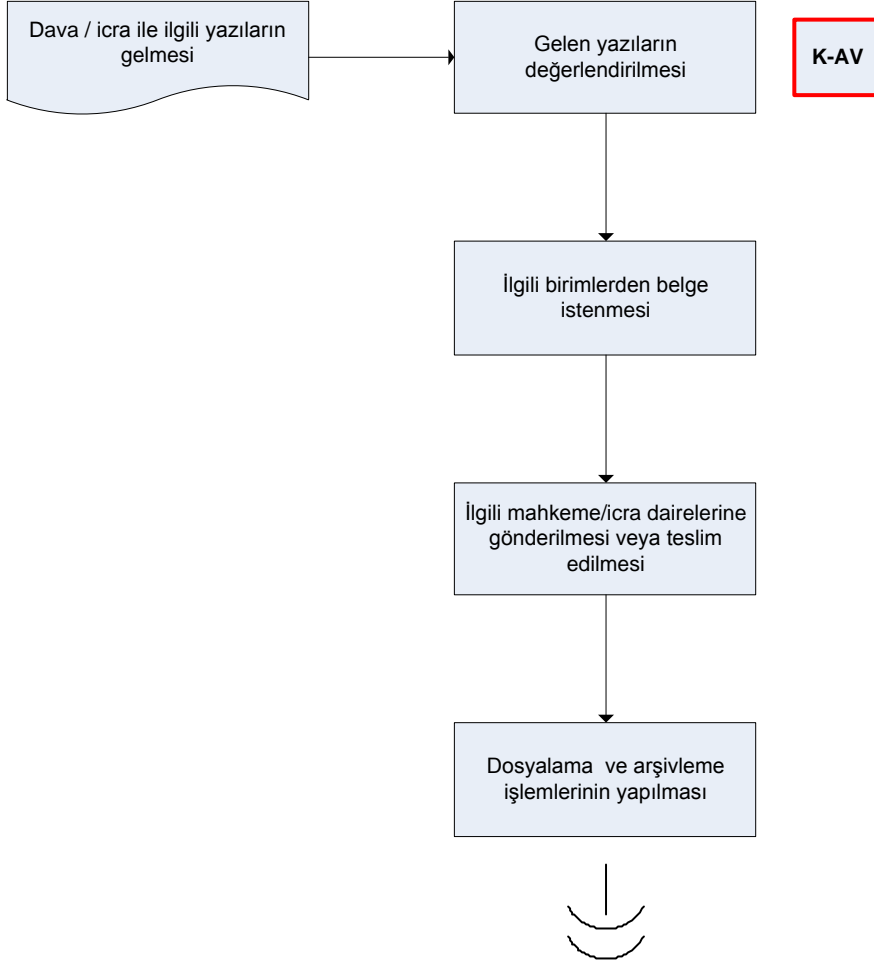 Dava / icra ile ilgili yazıların
gelmesi
Gelen yazıların
değerlendirilmesi
K-AV
İlgili birimlerden belge
istenmesi
İlgili mahkeme/icra dairelerine
gönderilmesi veya teslim
edilmesi
Dosyalama ve arşivleme
işlemlerinin yapılması